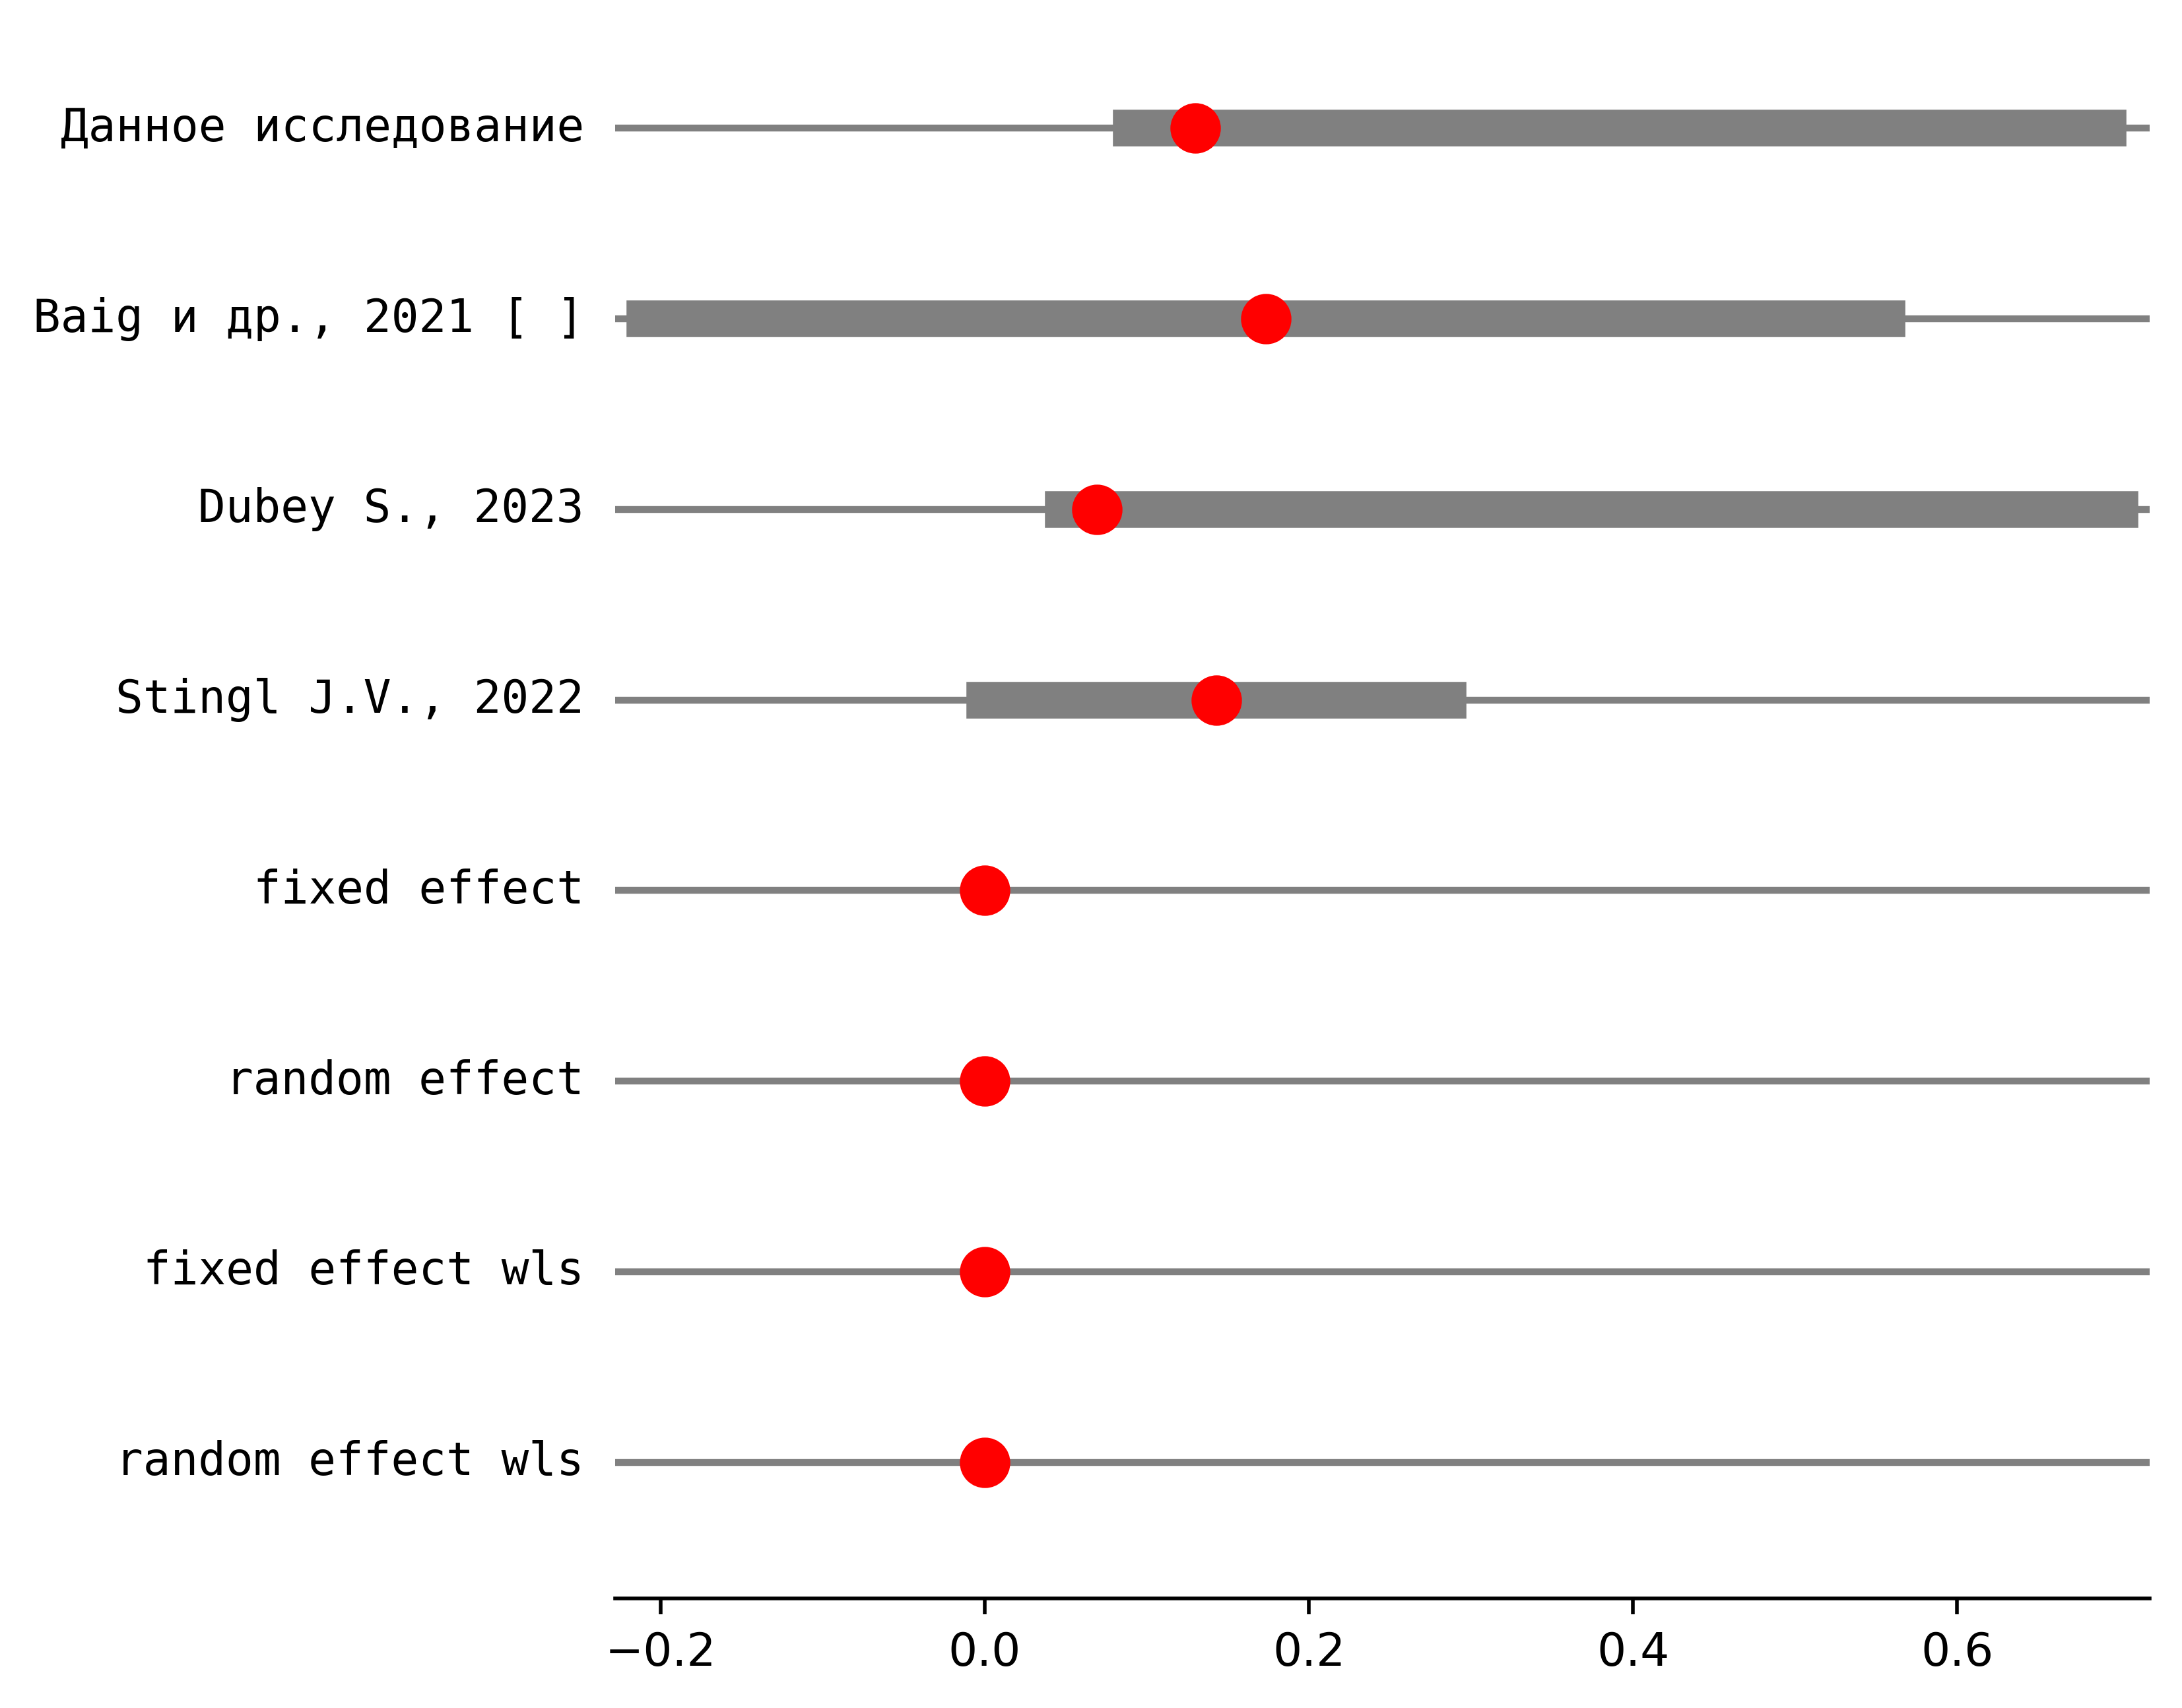 Данное исследование
Baig и др., 2021 [ ]
Dubey S., 2023
Stingl J.V., 2022
fixed effect
random effect
fixed effect wls
random effect wls
−0.2 0.0 0.2 0.4 0.6